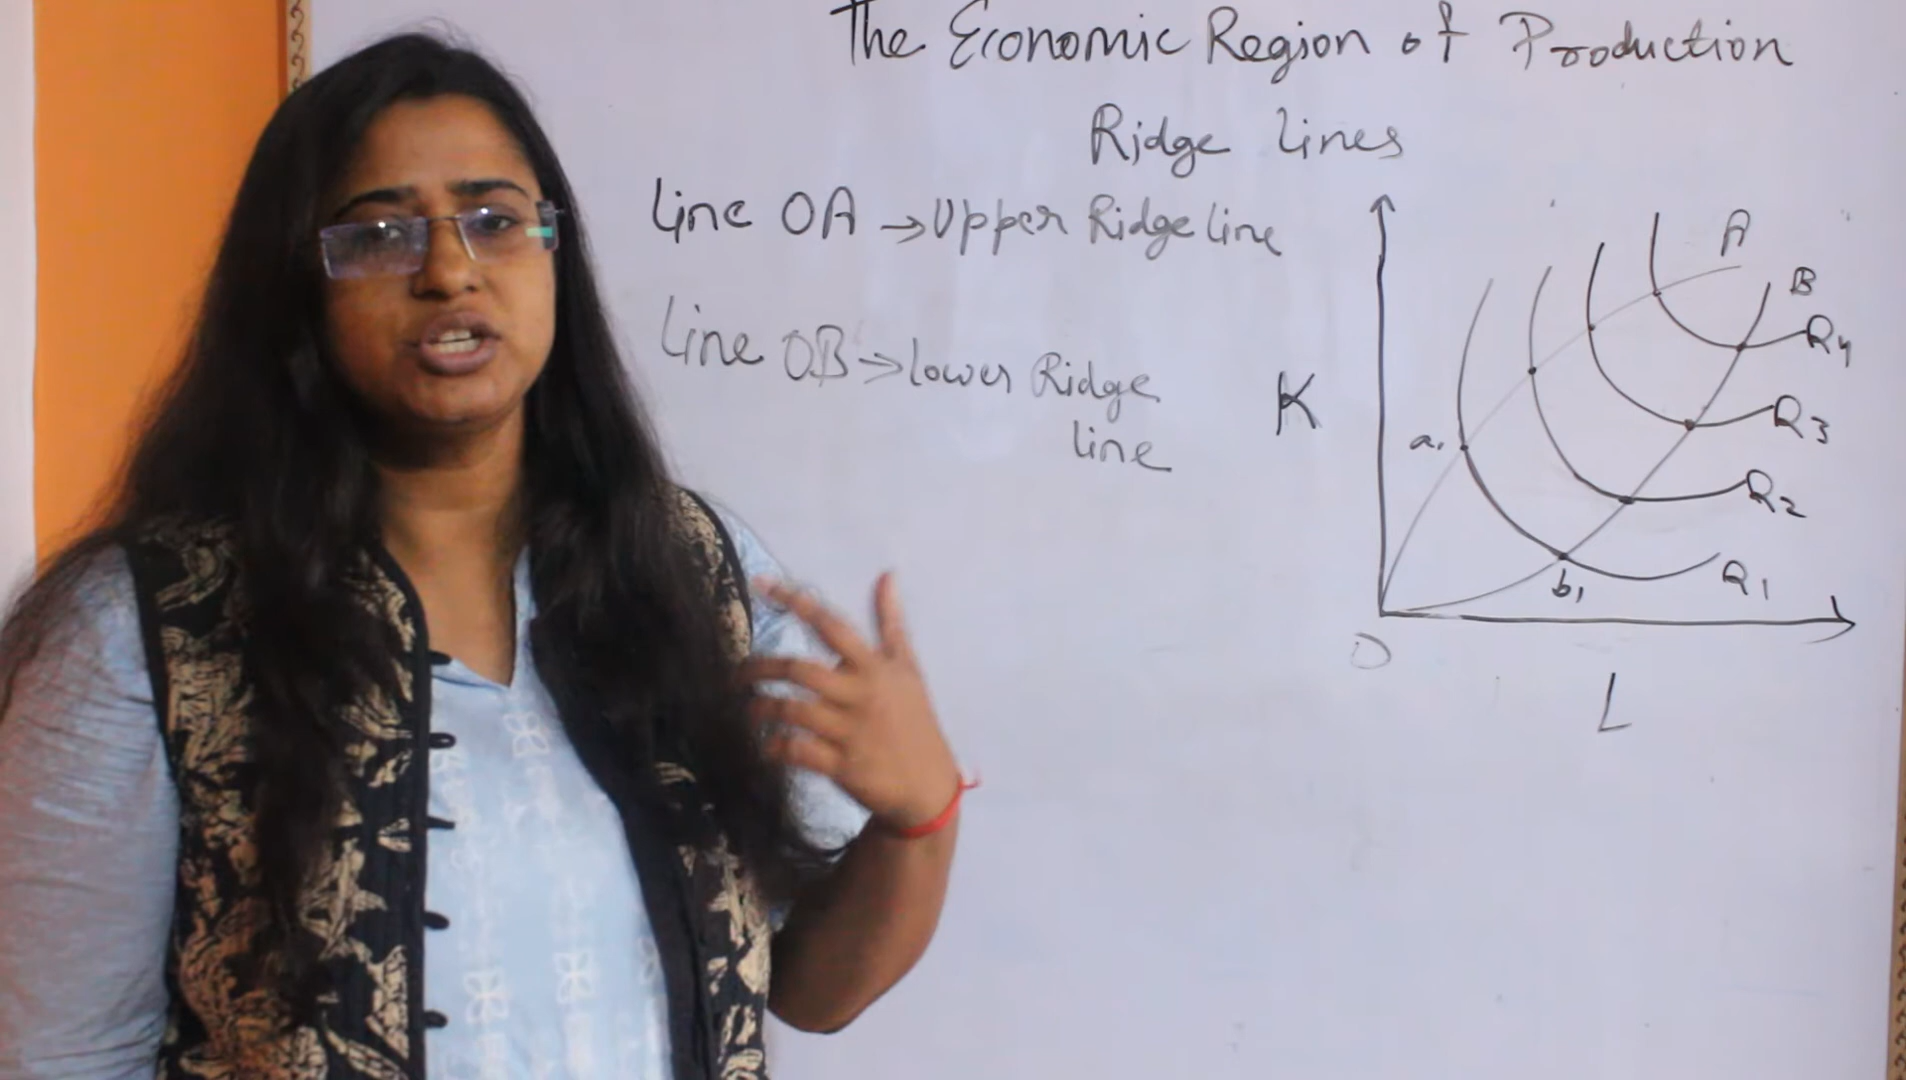 The Economic Region of Production
Ridge Lines
Line OA → Upper Ridge line
Line OB → lower Ridge
line
K
A
B
Q4
Q3
Q2
Q1
a1
b1
O
L